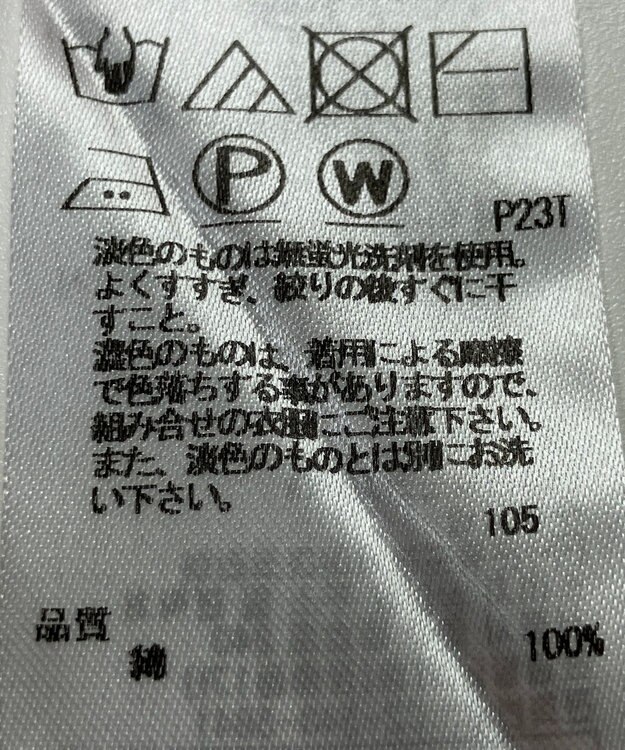 P
W
P23T
淡色のものは無蛍光洗剤を使用。
よくすすぎ、絞りの後すぐに干
すこと。
濃色のものは、着用による摩擦
で色落ちする事がありますので、
組み合せの衣服にご注意下さい。
また、淡色のものとは別にお洗
い下さい。
105
品質
綿 100%